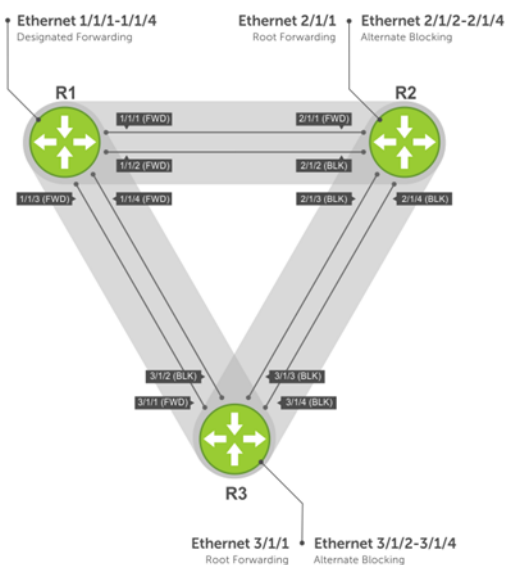 Ethernet 1/1/1-1/1/4
Designated Forwarding
Ethernet 2/1/1
Root Forwarding
Ethernet 2/1/2-2/1/4
Alternate Blocking
R1
R2
1/1/1 (FWD)
2/1/1 (FWD)
1/1/2 (FWD)
2/1/2 (BLK)
1/1/3 (FWD)
1/1/4 (FWD)
2/1/3 (BLK)
2/1/4 (BLK)
3/1/2 (BLK)
3/1/3 (BLK)
3/1/1 (FWD)
3/1/4 (BLK)
R3
Ethernet 3/1/1
Root Forwarding
Ethernet 3/1/2-3/1/4
Alternate Blocking